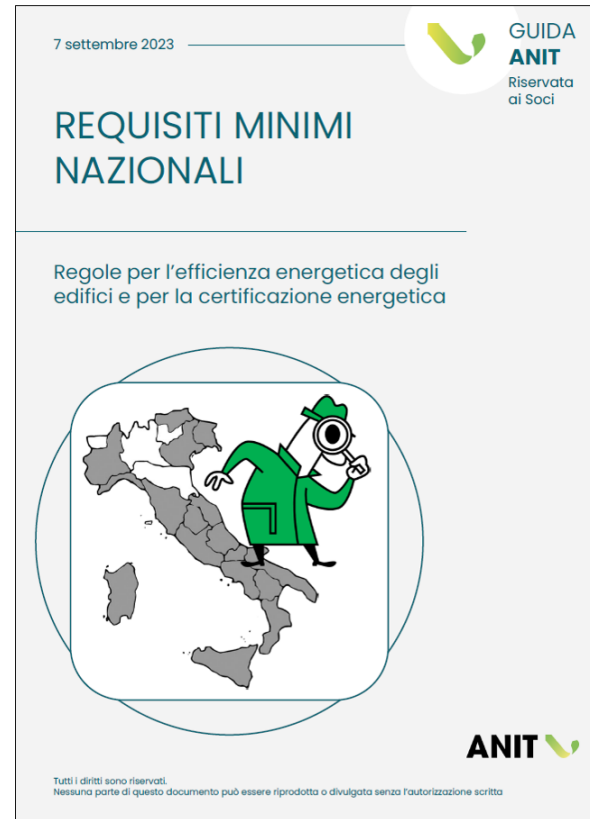 7 settembre 2023
GUIDA
ANIT
Riservata
ai Soci
REQUISITI MINIMI
NAZIONALI
Regole per l'efficienza energetica degli
edifici e per la certificazione energetica
ANIT
Tutti i diritti sono riservati.
Nessuna parte di questo documento può essere riprodotta o divulgata senza l'autorizzazione scritta